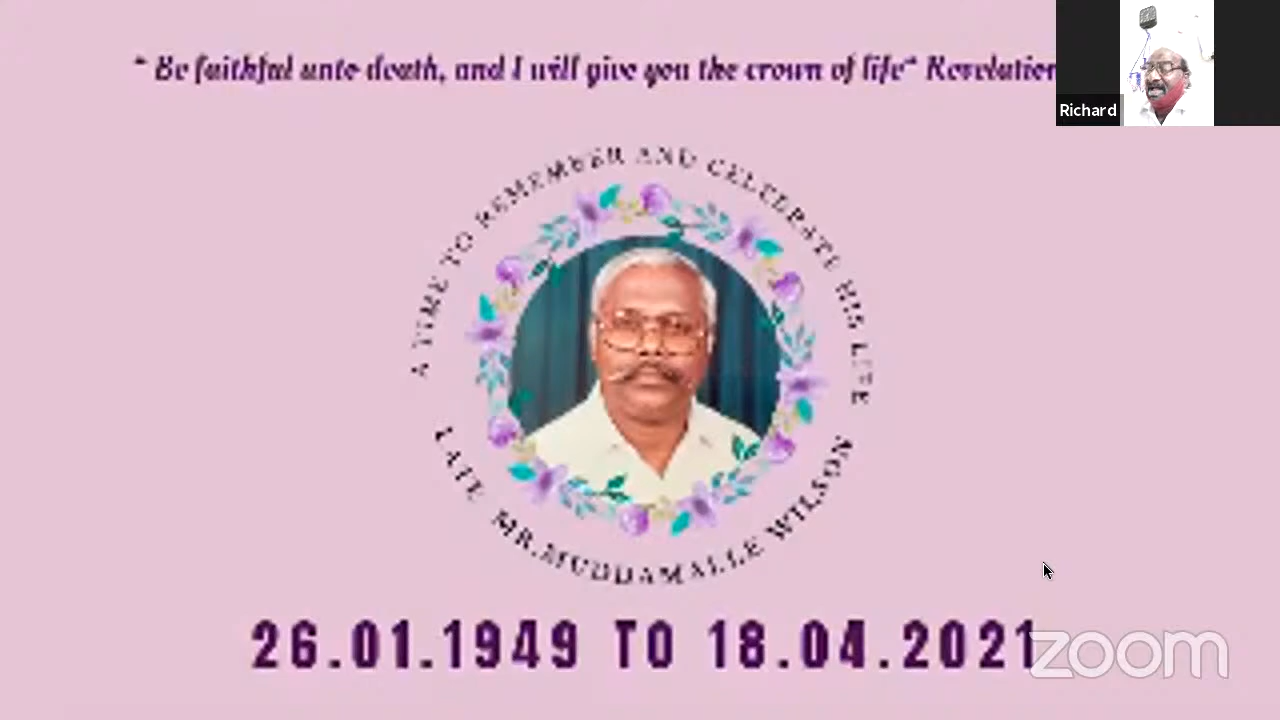 " Be faithful unto death, and I will give you the crown of life" Revelation
Richard
A TIME TO REMEMBER AND CELEBRATE HIS LIFE
LATE MR.MUDDAMALLE WILSON
26.01.1949 TO 18.04.2021
zoom